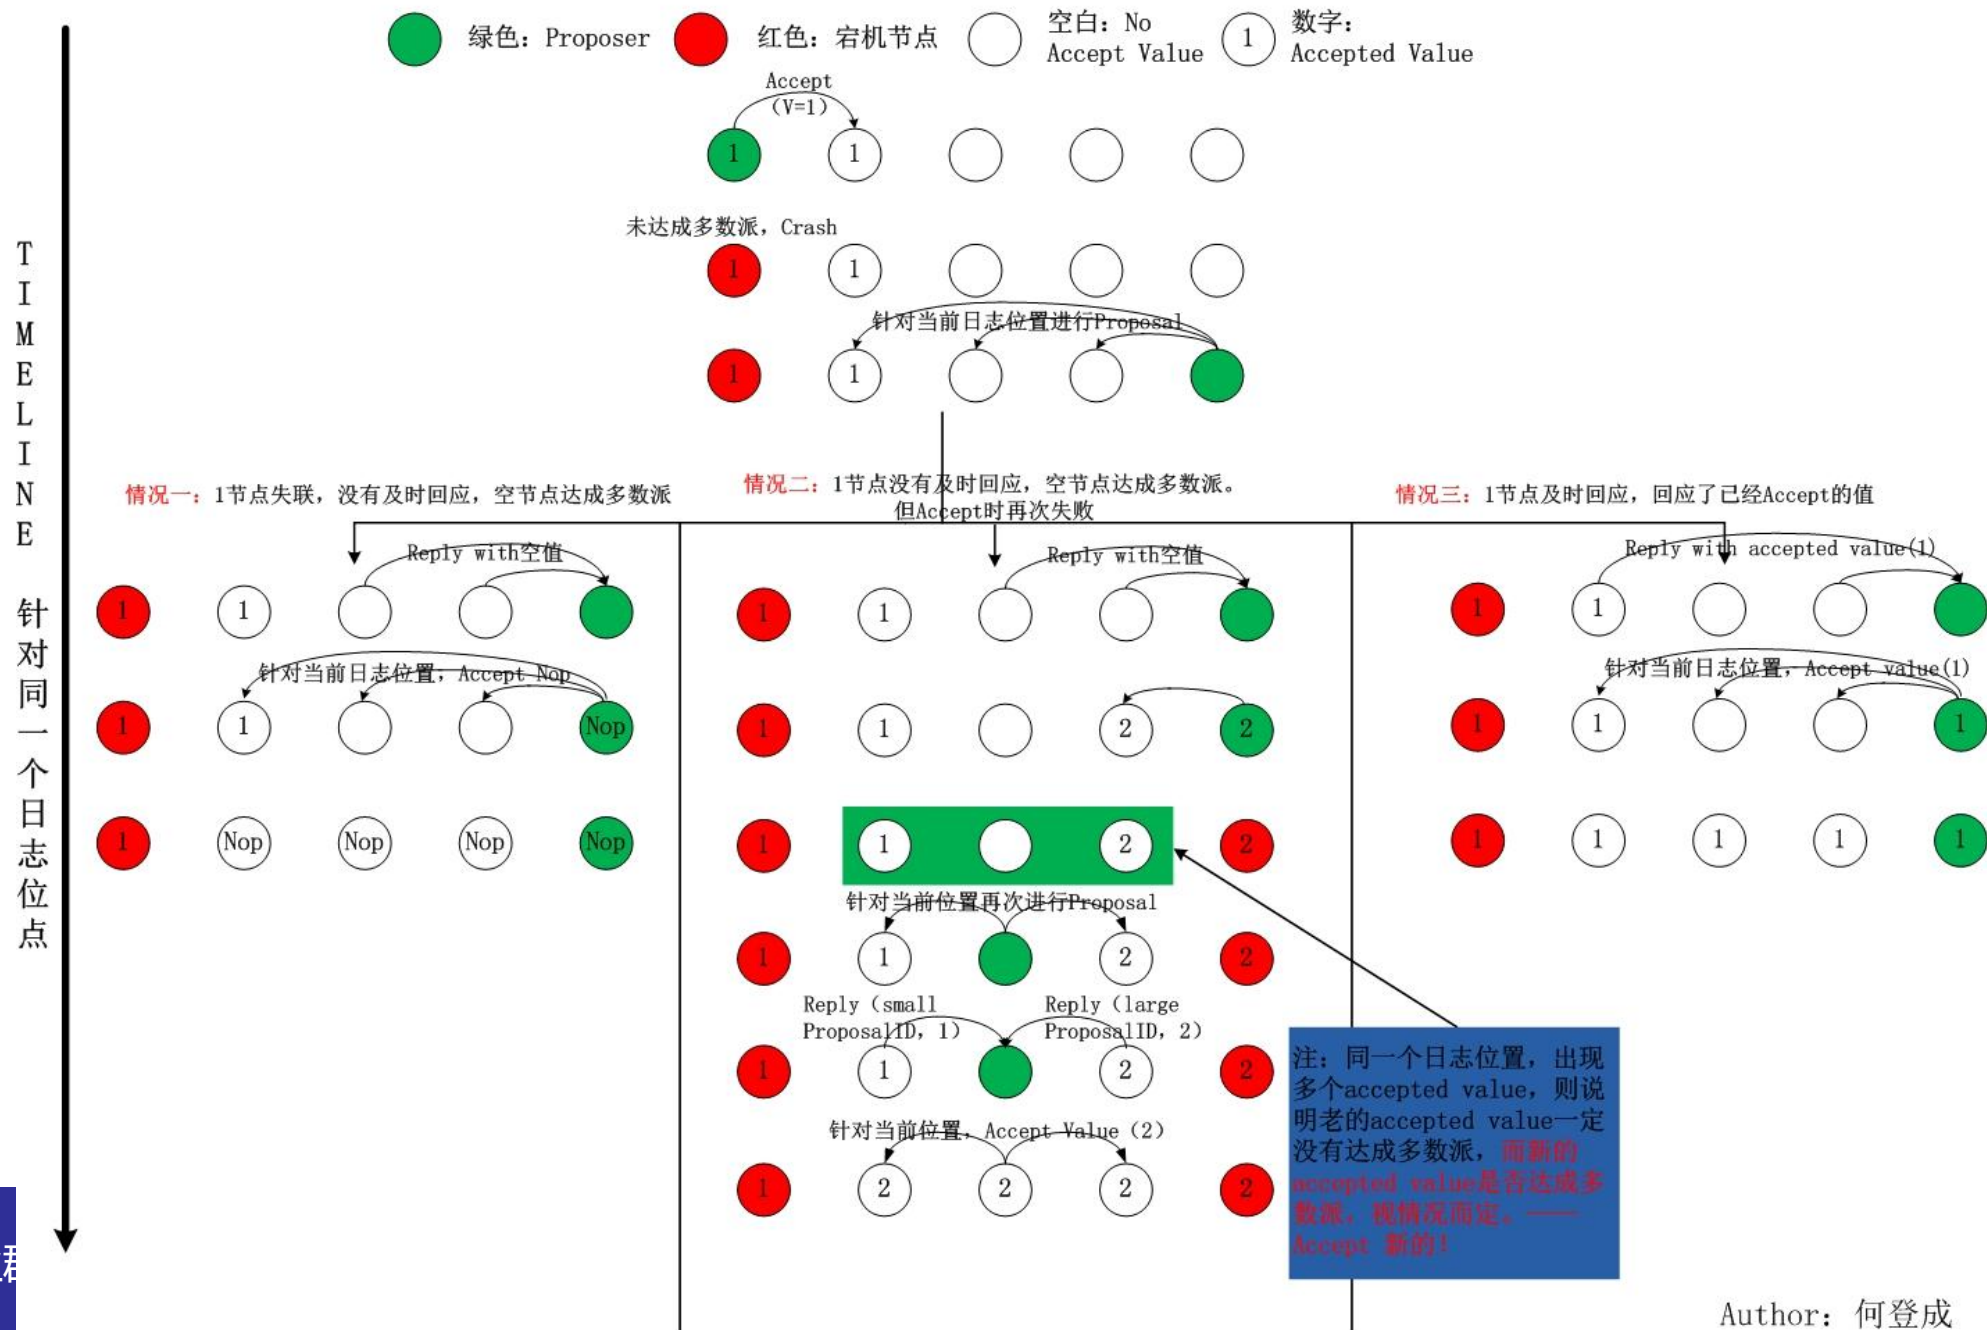 绿色：Proposer
红色：宕机节点
空白：No
Accept Value
1
数字：
Accepted Value
Accept
（V=1）
1 1
未达成多数派，Crash
1 1
针对当前日志位置进行Proposal
1 1
TIMELINE 针对同一个日志位点
情况一：1节点失联，没有及时回应，空节点达成多数派
Reply with空值
1 1
针对当前日志位置，Accept Nop
1 1 Nop
1 Nop Nop Nop Nop
情况二：1节点没有及时回应，空节点达成多数派。
但Accept时再次失败
Reply with空值
1 1
1 1 2 2
1 1 2 2
针对当前位置再次进行Proposal
1 1 2 2
Reply（small
ProposalID，1）
Reply（large
ProposalID，2）
1 1 2 2
针对当前位置，Accept Value（2）
1 2 2 2 2
情况三：1节点及时回应，回应了已经Accept的值
Reply with accepted value(1)
1 1
针对当前日志位置，Accept value(1)
1 1 1
1 1 1 1 1
注：同一个日志位置，出现
多个accepted value，则说
明老的accepted value一定
没有达成多数派，而新的
accepted value是否达成多
数派，视情况而定。——
Accept 新的！
Author：何登成